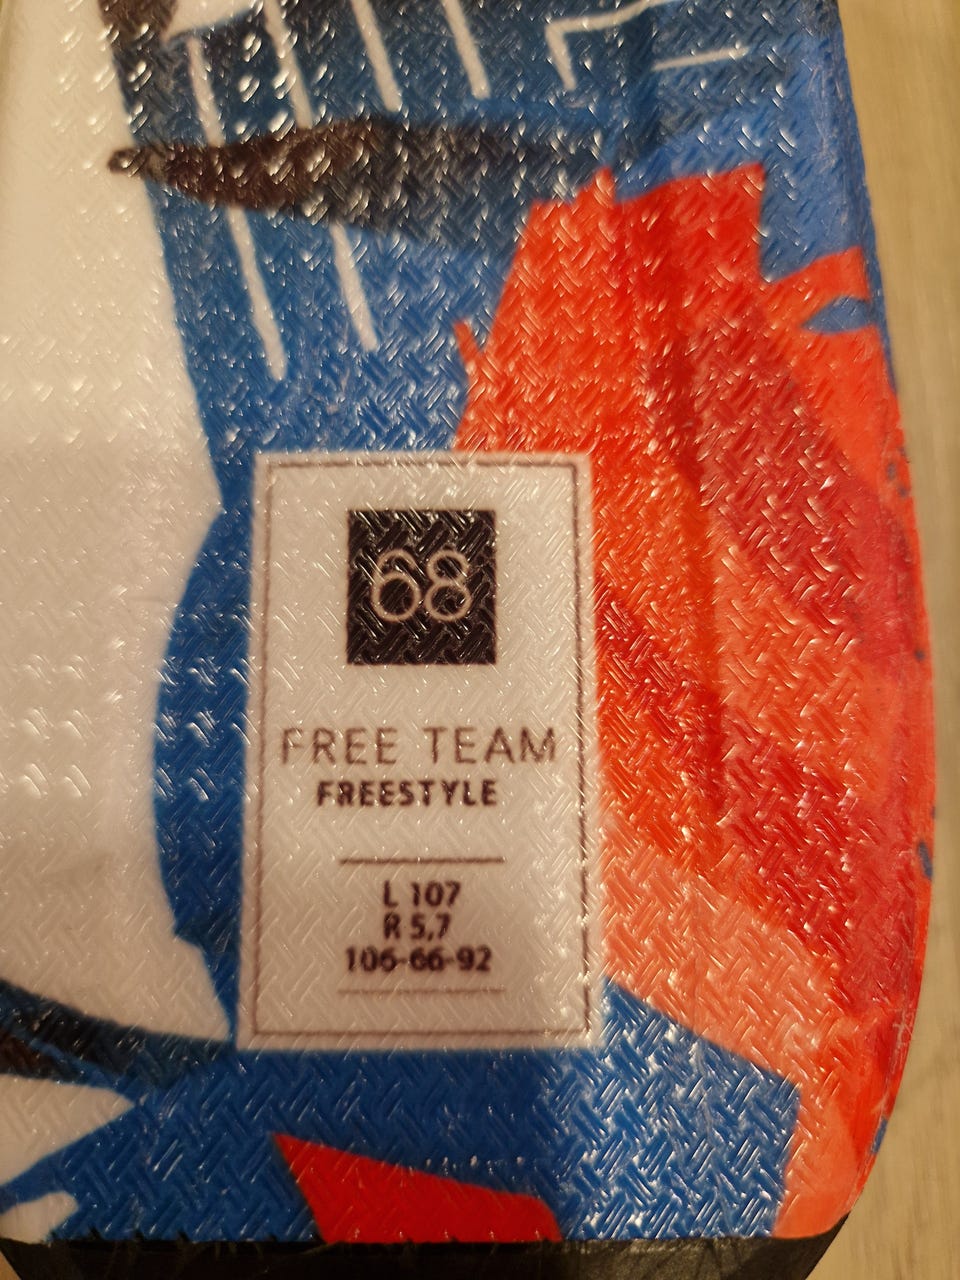 68
FREE TEAM
FREESTYLE
L 107
R 5,7
106-66-92